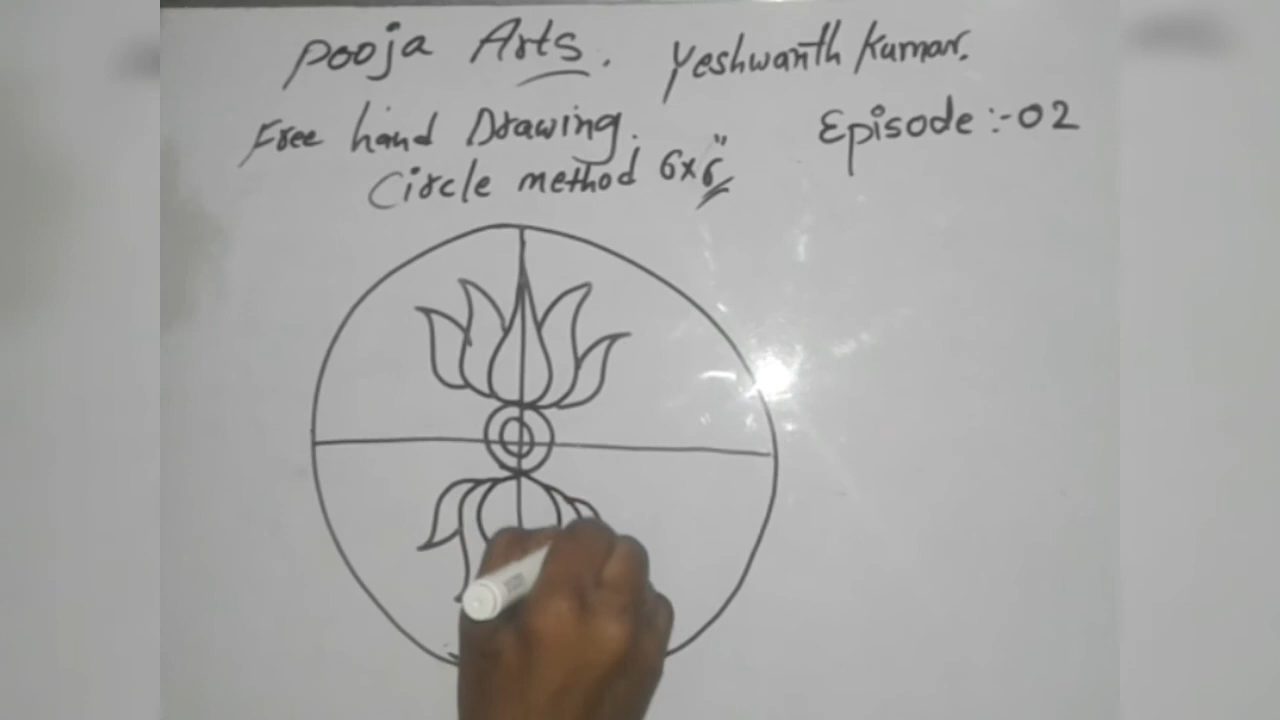 Pooja Arts. Yeshwanth Kumar.
Free hand Drawing. Episode :- 02
Circle method 6x6"